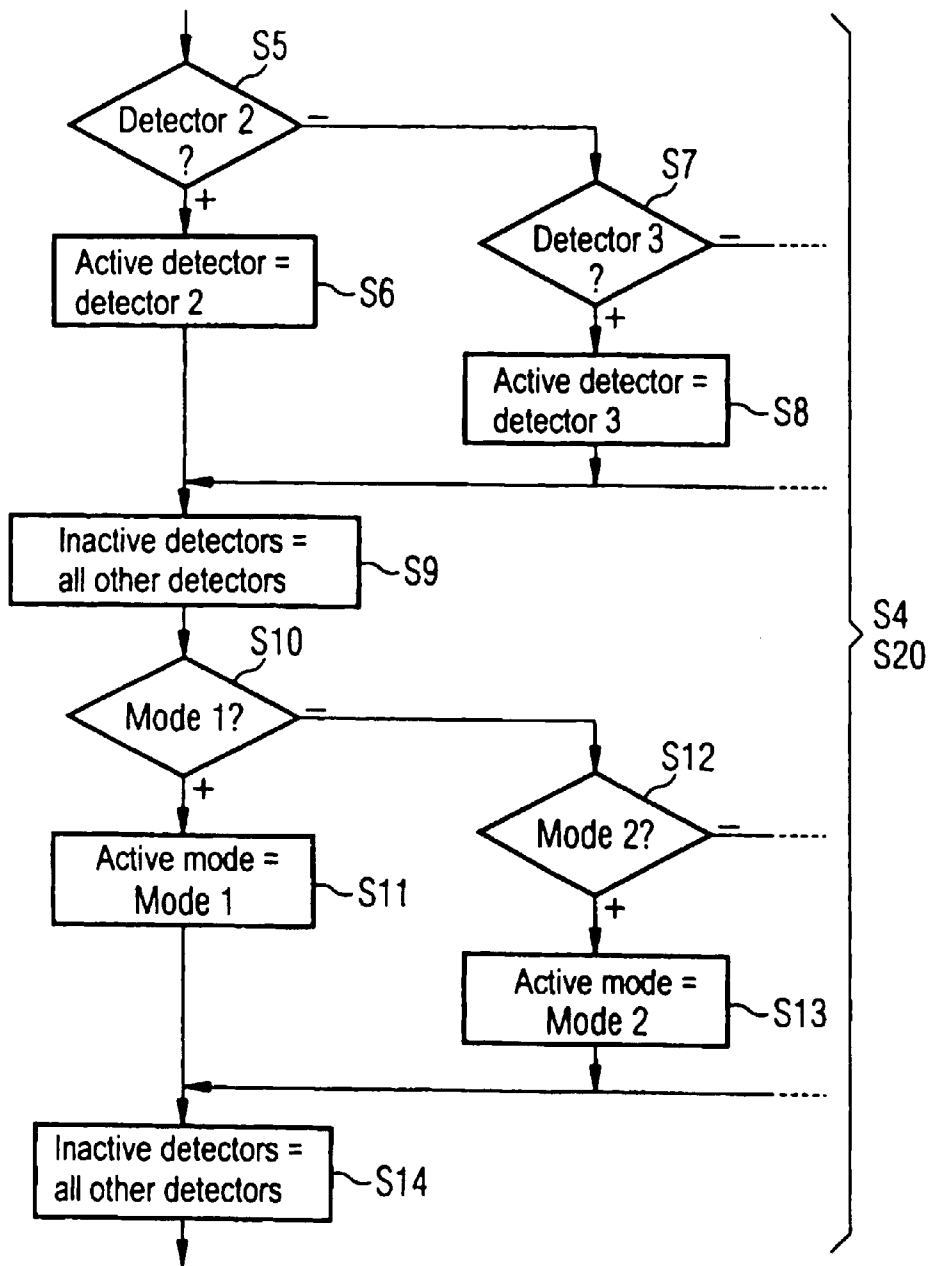 S5
Detector 2
?
–
+
S7
Detector 3
?
–
+
Active detector =
detector 2
S6
Active detector =
detector 3
S8
Inactive detectors =
all other detectors
S9
S4
S20
S10
Mode 1?
–
+
S12
Mode 2?
–
+
Active mode =
Mode 1
S11
Active mode =
Mode 2
S13
Inactive detectors =
all other detectors
S14